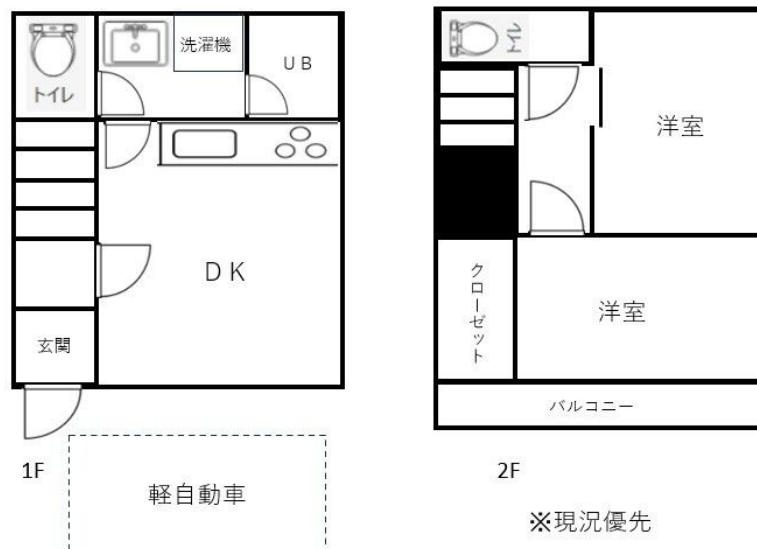 トイレ
洗濯機
UB
DK
玄関
1F
軽自動車
トイレ
洋室
クローゼット
洋室
バルコニー
2F
※現況優先